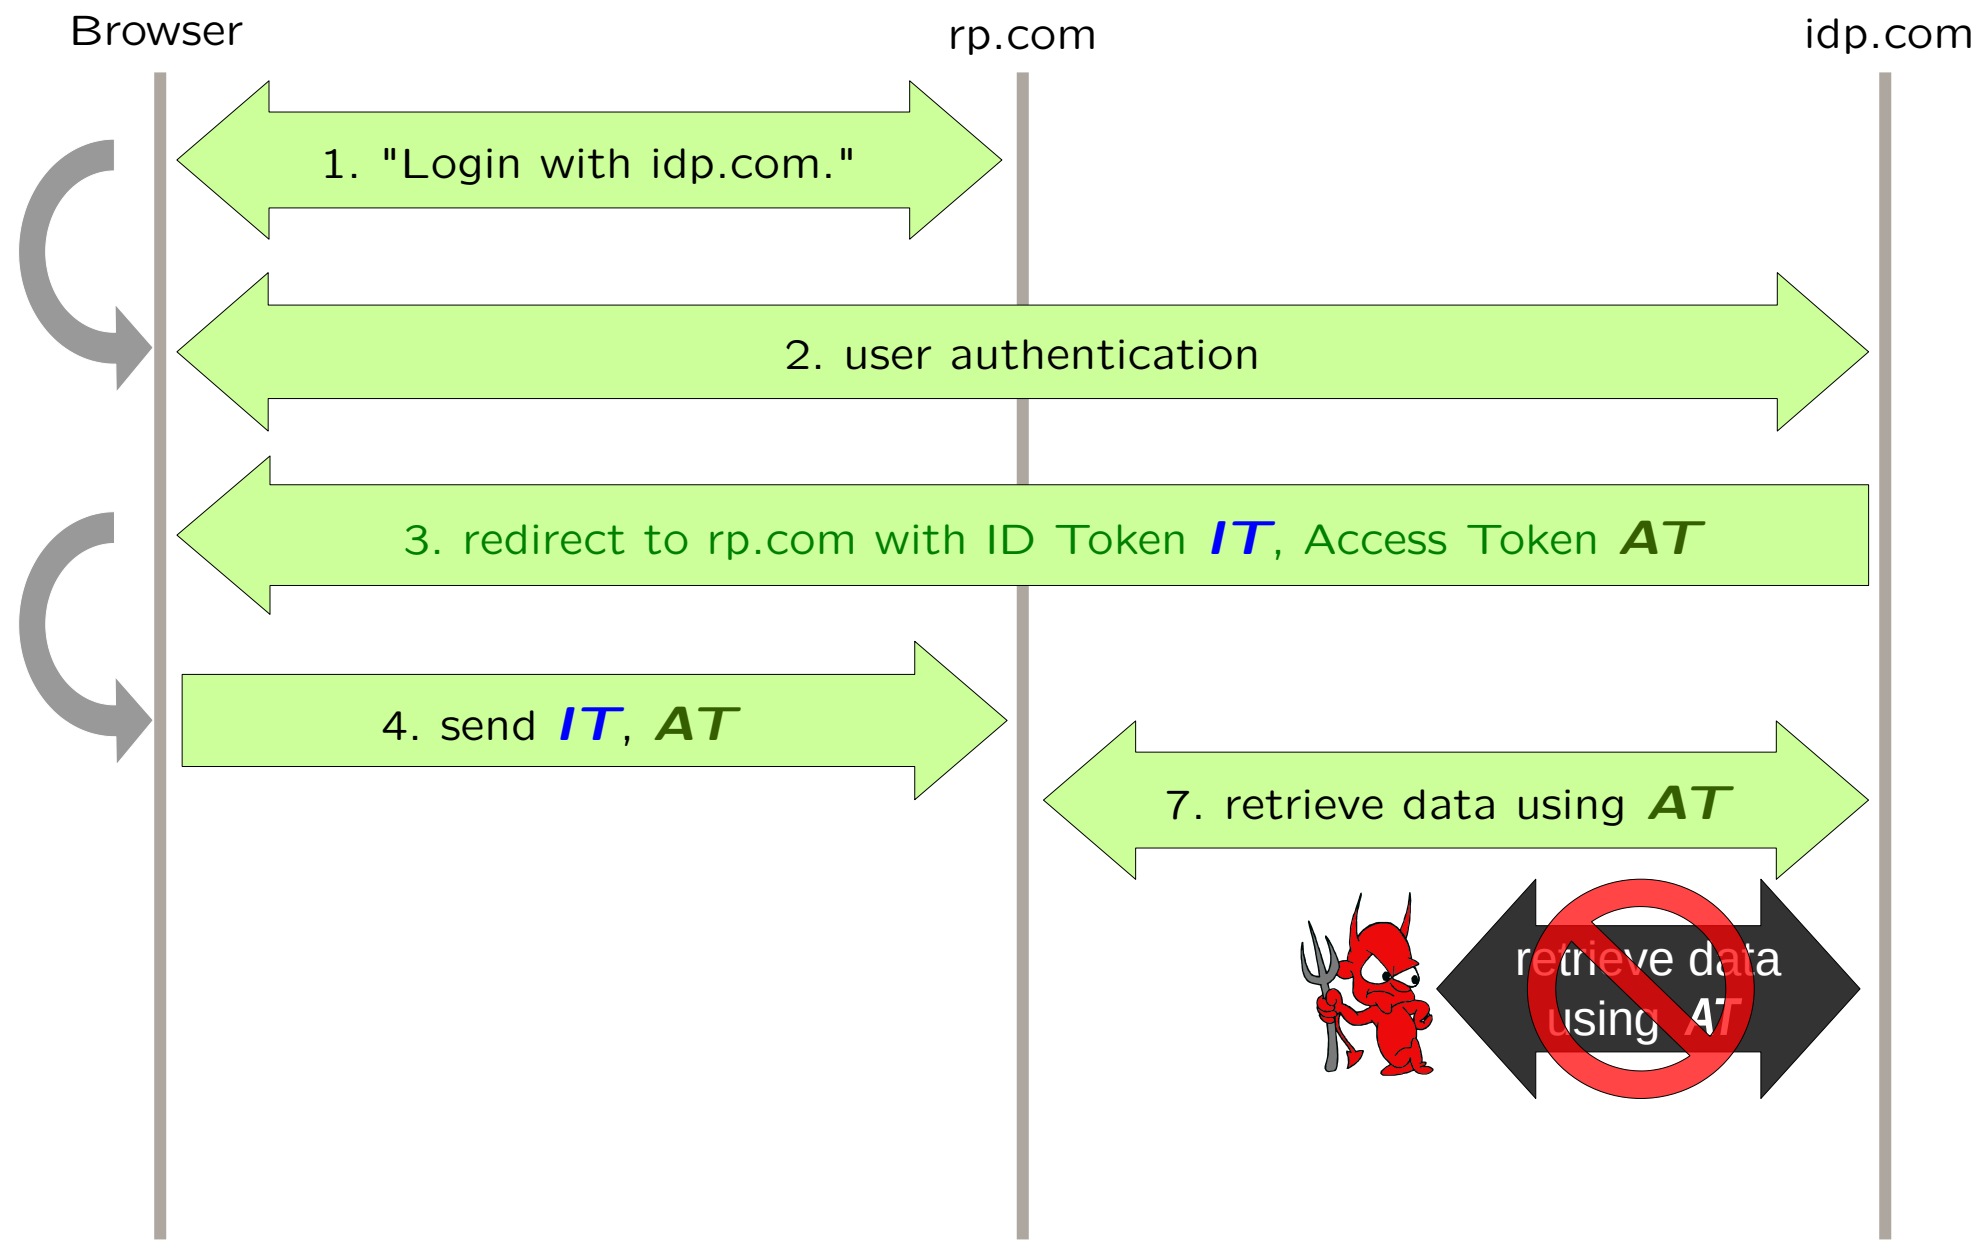 Browser
rp.com
idp.com
1. "Login with idp.com."
2. user authentication
3. redirect to rp.com with ID Token IT, Access Token AT
4. send IT, AT
7. retrieve data using AT
retrieve data
using AT